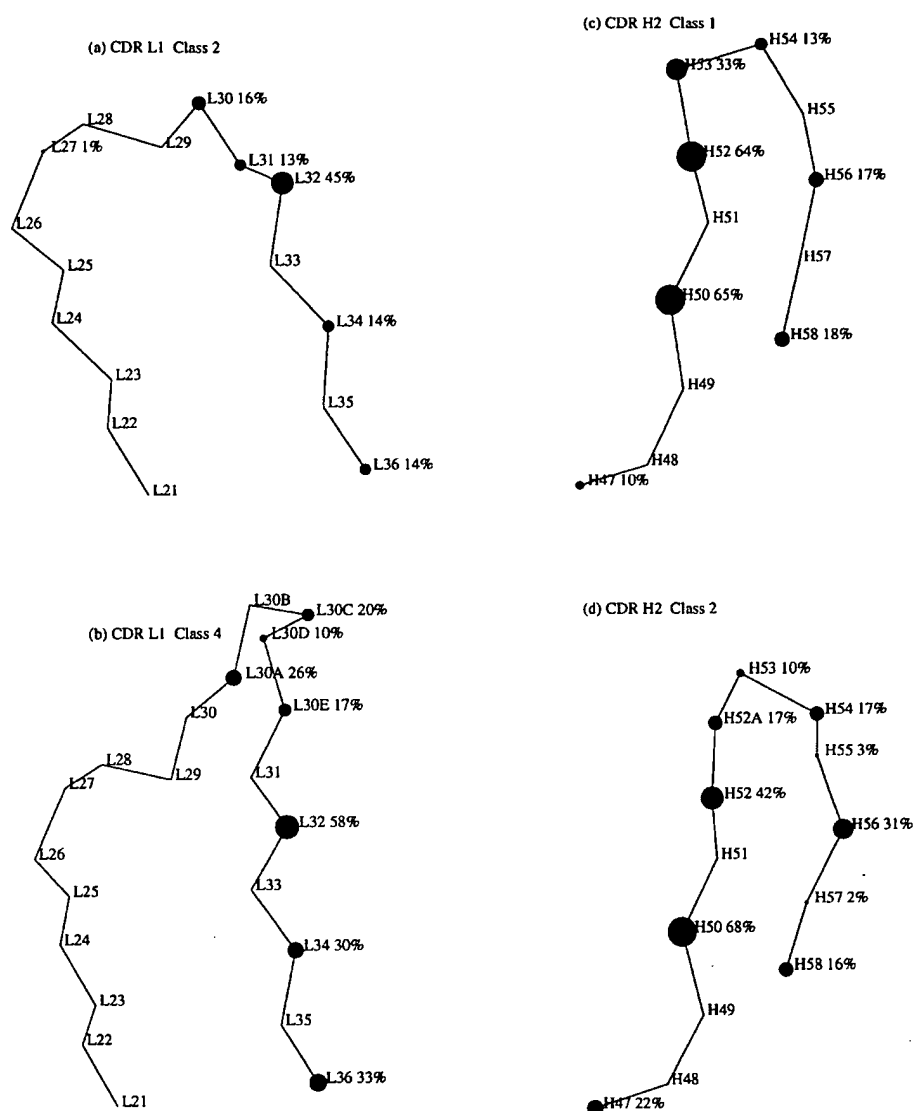 (a) CDR L1 Class 2
L30 16%
L28
L29
L27 1%
L31 13%
L32 45%
L26
L25
L33
L24
L34 14%
L23
L35
L22
L36 14%
L21
(c) CDR H2 Class 1
H54 13%
H53 33%
H55
H52 64%
H56 17%
H51
H57
H50 65%
H58 18%
H49
H48
H47 10%
(b) CDR L1 Class 4
L30B
L30C 20%
L30D 10%
L30A 26%
L30E 17%
L30
L28
L29
L31
L27
L32 58%
L26
L33
L25
L24
L34 30%
L23
L35
L22
L36 33%
L21
(d) CDR H2 Class 2
H53 10%
H54 17%
H52A 17%
H55 3%
H52 42%
H56 31%
H51
H57 2%
H50 68%
H58 16%
H49
H48
H47 22%